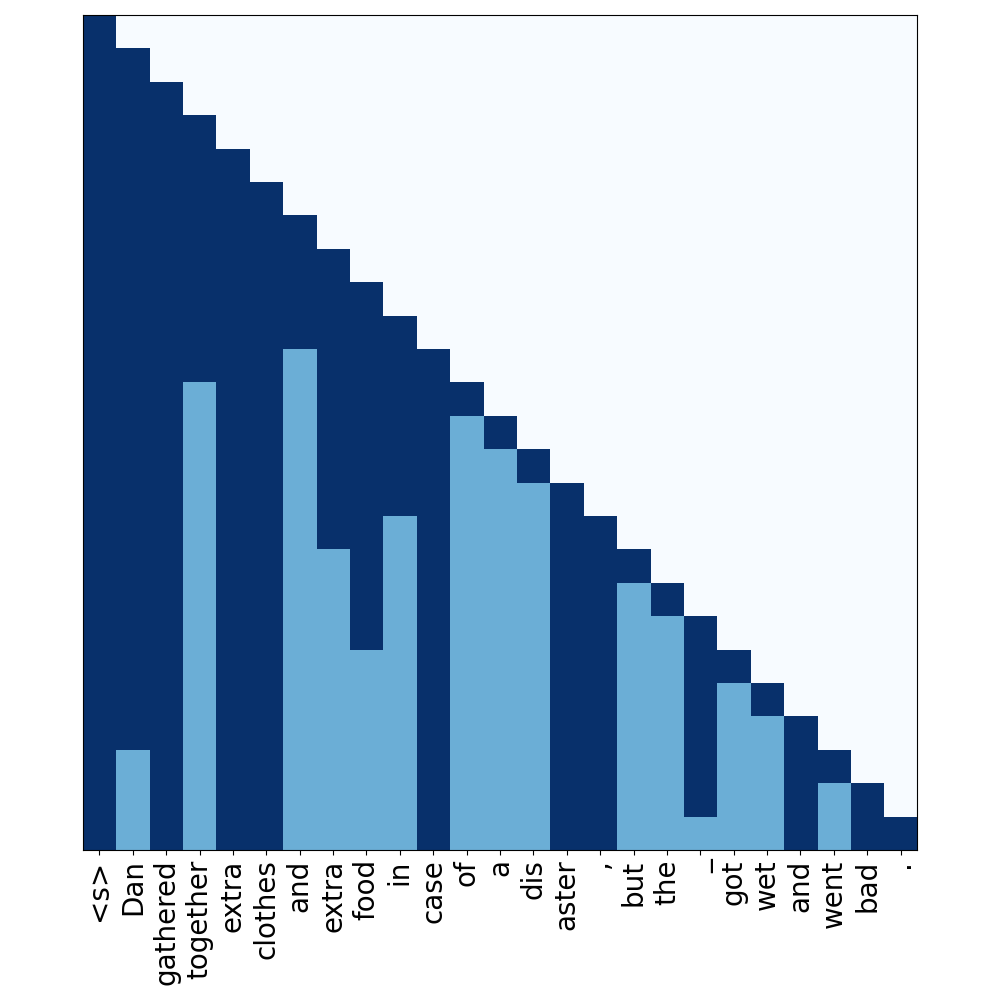 <s>
Dan
gathered
together
extra
clothes
and
extra
food
in
case
of
a
dis
aster
,
but
the
_
got
wet
and
went
bad
.